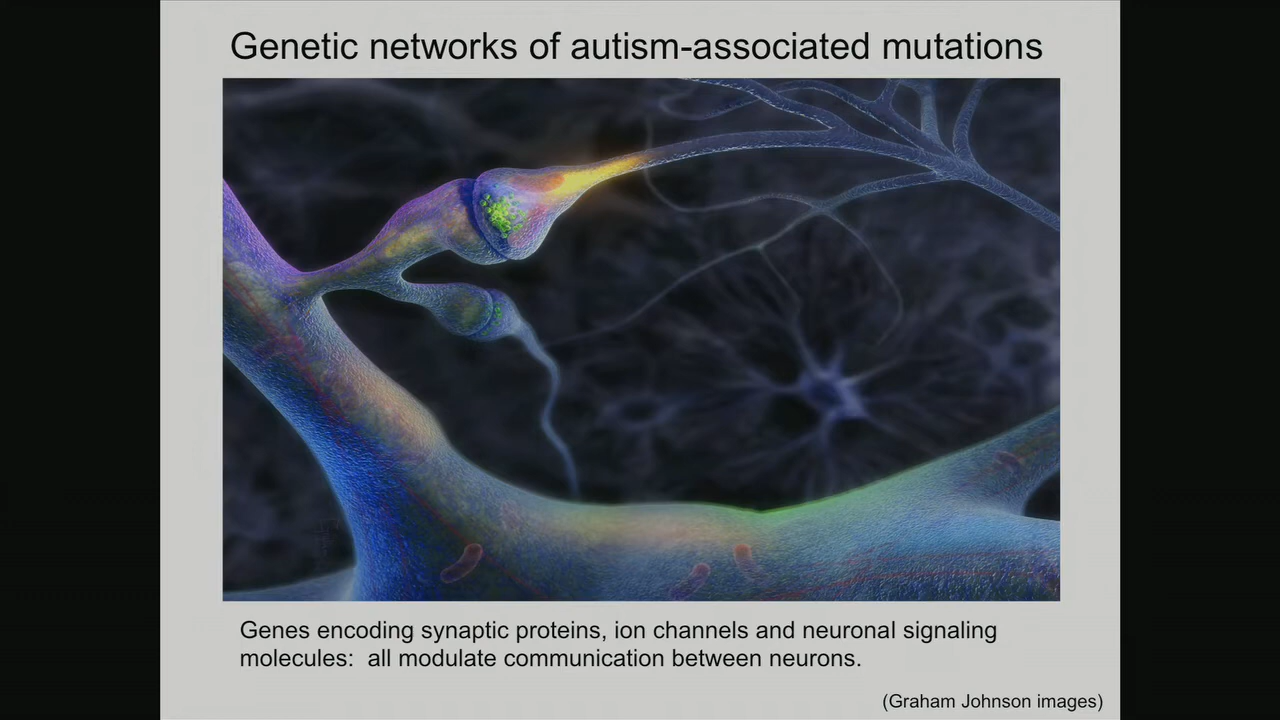 Genetic networks of autism-associated mutations
Genes encoding synaptic proteins, ion channels and neuronal signaling
molecules:  all modulate communication between neurons.
(Graham Johnson images)